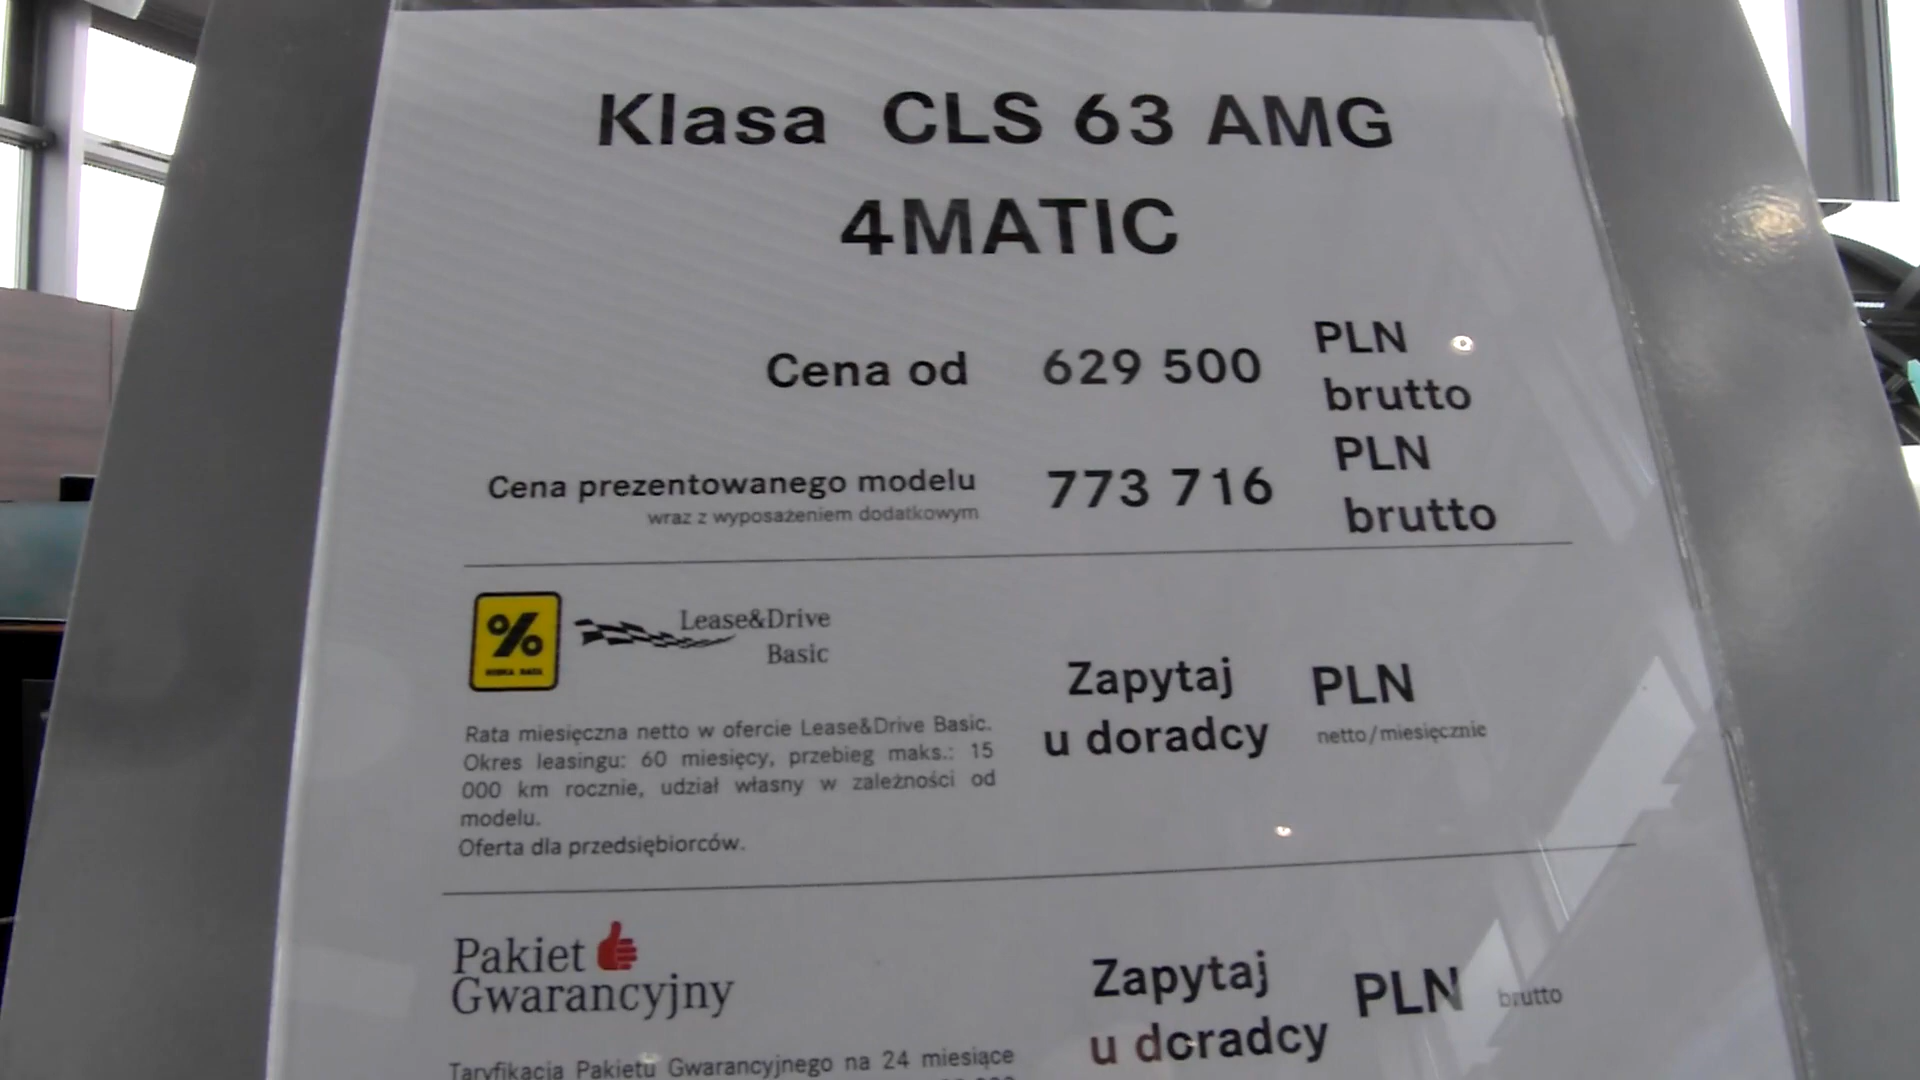 Klasa CLS 63 AMG
4MATIC
Cena od 629 500 PLN
brutto
Cena prezentowanego modelu 773 716 PLN
wraz z wyposażeniem dodatkowym brutto
%
Lease&Drive
Basic
Zapytaj PLN
u doradcy netto/miesięcznie
Rata miesięczna netto w ofercie Lease&Drive Basic.
Okres leasingu: 60 miesięcy, przebieg maks.: 15
000 km rocznie, udział własny w zależności od
modelu.
Oferta dla przedsiębiorców.
Pakiet
Gwarancyjny
Zapytaj PLN brutto
u doradcy
Taryfikacja Pakietu Gwarancyjnego na 24 miesiące